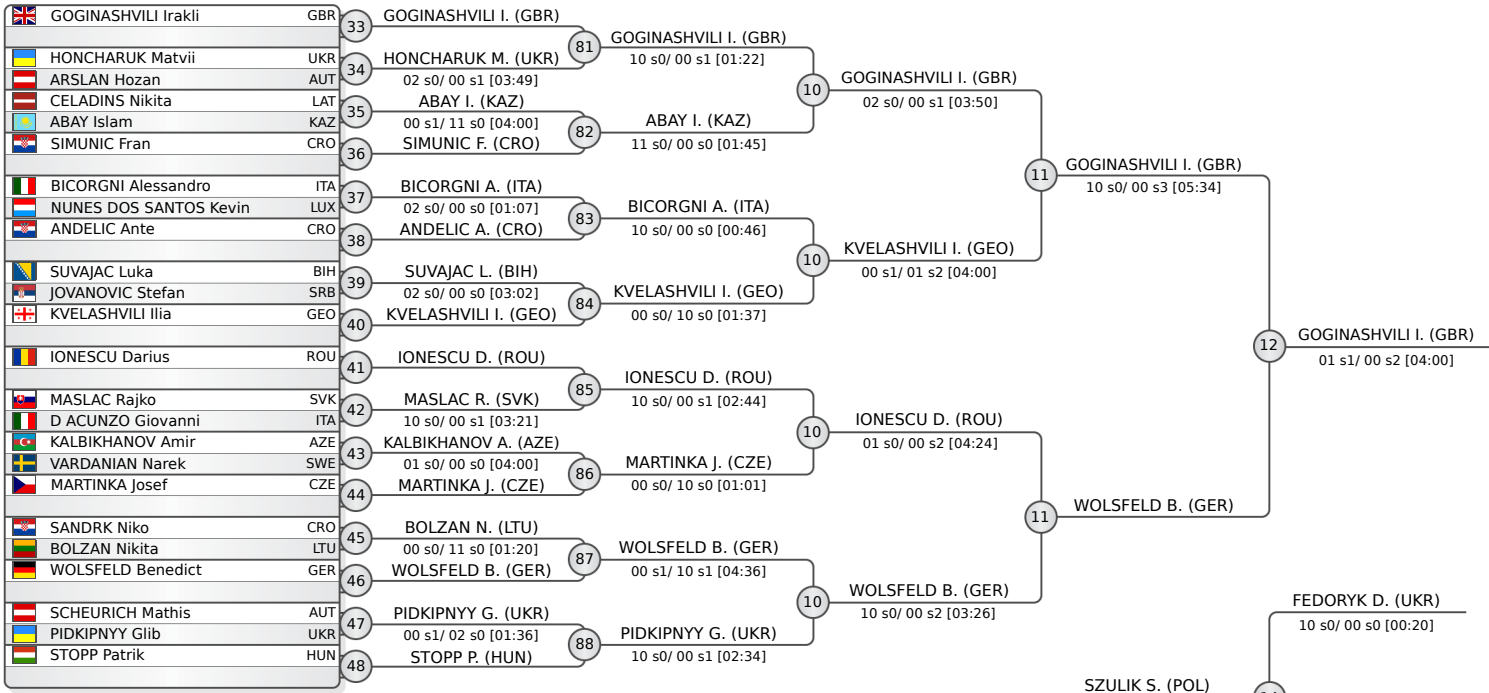 GOGINASHVILI Irakli GBR
HONCHARUK Matvii UKR
ARSLAN Hozan AUT
CELADINS Nikita LAT
ABAY Islam KAZ
SIMUNIC Fran CRO
BICORGNI Alessandro ITA
NUNES DOS SANTOS Kevin LUX
ANDELIC Ante CRO
SUVAJAC Luka BIH
JOVANOVIC Stefan SRB
KVELASHVILI Ilia GEO
IONESCU Darius ROU
MASLAC Rajko SVK
D ACUNZO Giovanni ITA
KALBIKHANOV Amir AZE
VARDANIAN Narek SWE
MARTINKA Josef CZE
SANDRK Niko CRO
BOLZAN Nikita LTU
WOLSFELD Benedict GER
SCHEURICH Mathis AUT
PIDKIPNYY Glib UKR
STOPP Patrik HUN
33
34
35
36
37
38
39
40
41
42
43
44
45
46
47
48
GOGINASHVILI I. (GBR)
HONCHARUK M. (UKR)
02 s0/ 00 s1 [03:49]
ABAY I. (KAZ)
00 s1/ 11 s0 [04:00]
SIMUNIC F. (CRO)
BICORGNI A. (ITA)
02 s0/ 00 s0 [01:07]
ANDELIC A. (CRO)
SUVAJAC L. (BIH)
02 s0/ 00 s0 [03:02]
KVELASHVILI I. (GEO)
IONESCU D. (ROU)
MASLAC R. (SVK)
10 s0/ 00 s1 [03:21]
KALBIKHANOV A. (AZE)
01 s0/ 00 s0 [04:00]
MARTINKA J. (CZE)
BOLZAN N. (LTU)
00 s0/ 11 s0 [01:20]
WOLSFELD B. (GER)
PIDKIPNYY G. (UKR)
00 s1/ 02 s0 [01:36]
STOPP P. (HUN)
81
82
83
84
85
86
87
88
GOGINASHVILI I. (GBR)
10 s0/ 00 s1 [01:22]
ABAY I. (KAZ)
11 s0/ 00 s0 [01:45]
BICORGNI A. (ITA)
10 s0/ 00 s0 [00:46]
KVELASHVILI I. (GEO)
00 s0/ 10 s0 [01:37]
IONESCU D. (ROU)
10 s0/ 00 s1 [02:44]
MARTINKA J. (CZE)
00 s0/ 10 s0 [01:01]
WOLSFELD B. (GER)
00 s1/ 10 s1 [04:36]
PIDKIPNYY G. (UKR)
10 s0/ 00 s1 [02:34]
10
10
10
10
GOGINASHVILI I. (GBR)
02 s0/ 00 s1 [03:50]
KVELASHVILI I. (GEO)
00 s1/ 01 s2 [04:00]
IONESCU D. (ROU)
01 s0/ 00 s2 [04:24]
WOLSFELD B. (GER)
10 s0/ 00 s2 [03:26]
11
11
GOGINASHVILI I. (GBR)
10 s0/ 00 s3 [05:34]
WOLSFELD B. (GER)
12
GOGINASHVILI I. (GBR)
01 s1/ 00 s2 [04:00]
FEDORYK D. (UKR)
10 s0/ 00 s0 [00:20]
SZULIK S. (POL)